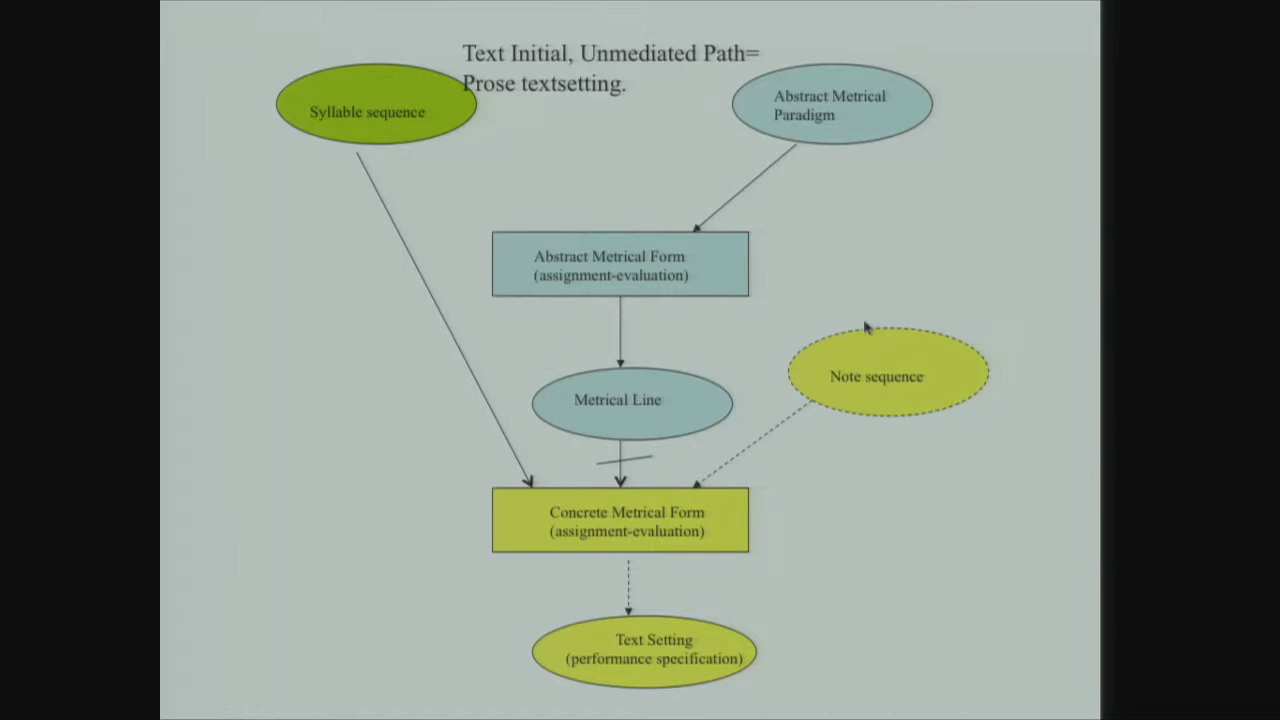 Text Initial, Unmediated Path=
Prose textsetting.
Syllable sequence
Abstract Metrical
Paradigm
Abstract Metrical Form
(assignment-evaluation)
Note sequence
Metrical Line
Concrete Metrical Form
(assignment-evaluation)
Text Setting
(performance specification)